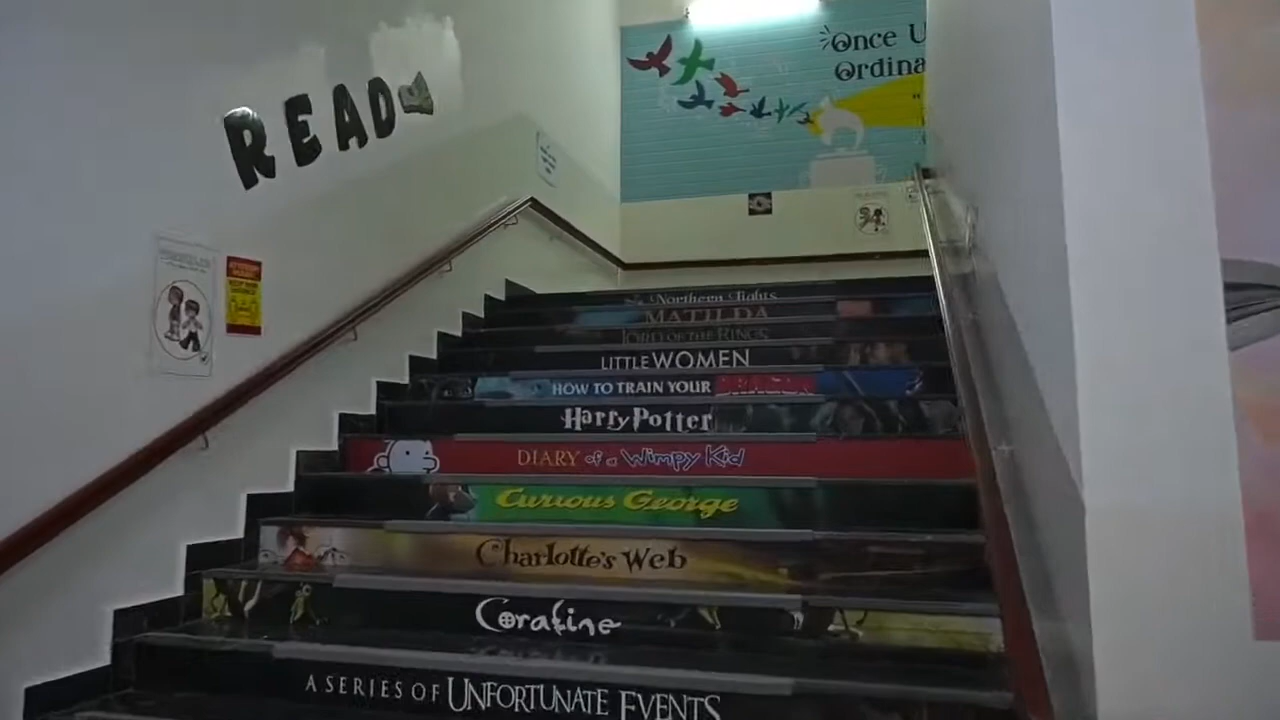 READ
Once U
Ordina
Northern Lights
MATILDA
LORD OF THE RINGS
LITTLE WOMEN
HOW TO TRAIN YOUR DRAGON
Harry Potter
DIARY of a Wimpy Kid
Curious George
Charlotte's Web
Coraline
A SERIES OF UNFORTUNATE EVENTS